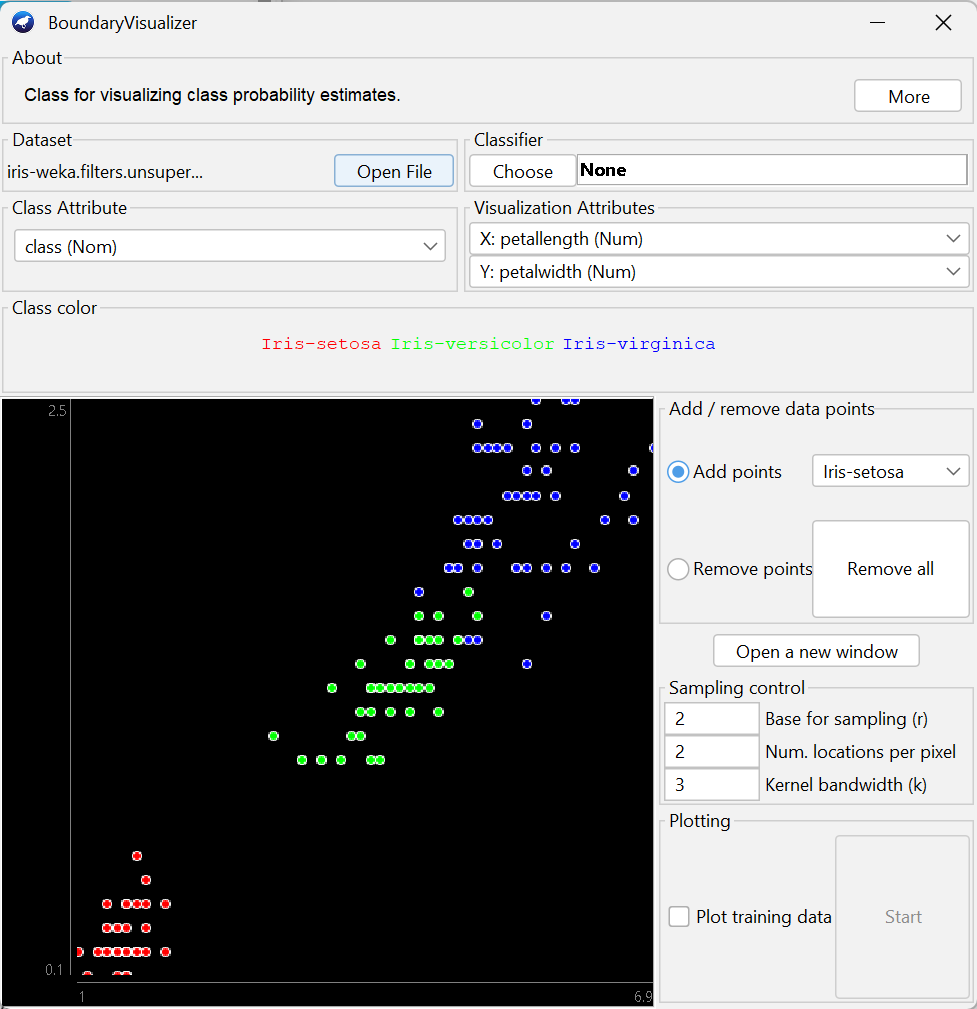 BoundaryVisualizer
About
Class for visualizing class probability estimates.
More
Dataset
iris-weka.filters.unsuper...
Open File
Classifier
Choose
None
Class Attribute
class (Nom)
Visualization Attributes
X: petallength (Num)
Y: petalwidth (Num)
Class color
Iris-setosa Iris-versicolor Iris-virginica
2.5
0.1
1
6.9
Add / remove data points
Add points
Iris-setosa
Remove points
Remove all
Open a new window
Sampling control
2 Base for sampling (r)
2 Num. locations per pixel
3 Kernel bandwidth (k)
Plotting
Plot training data
Start